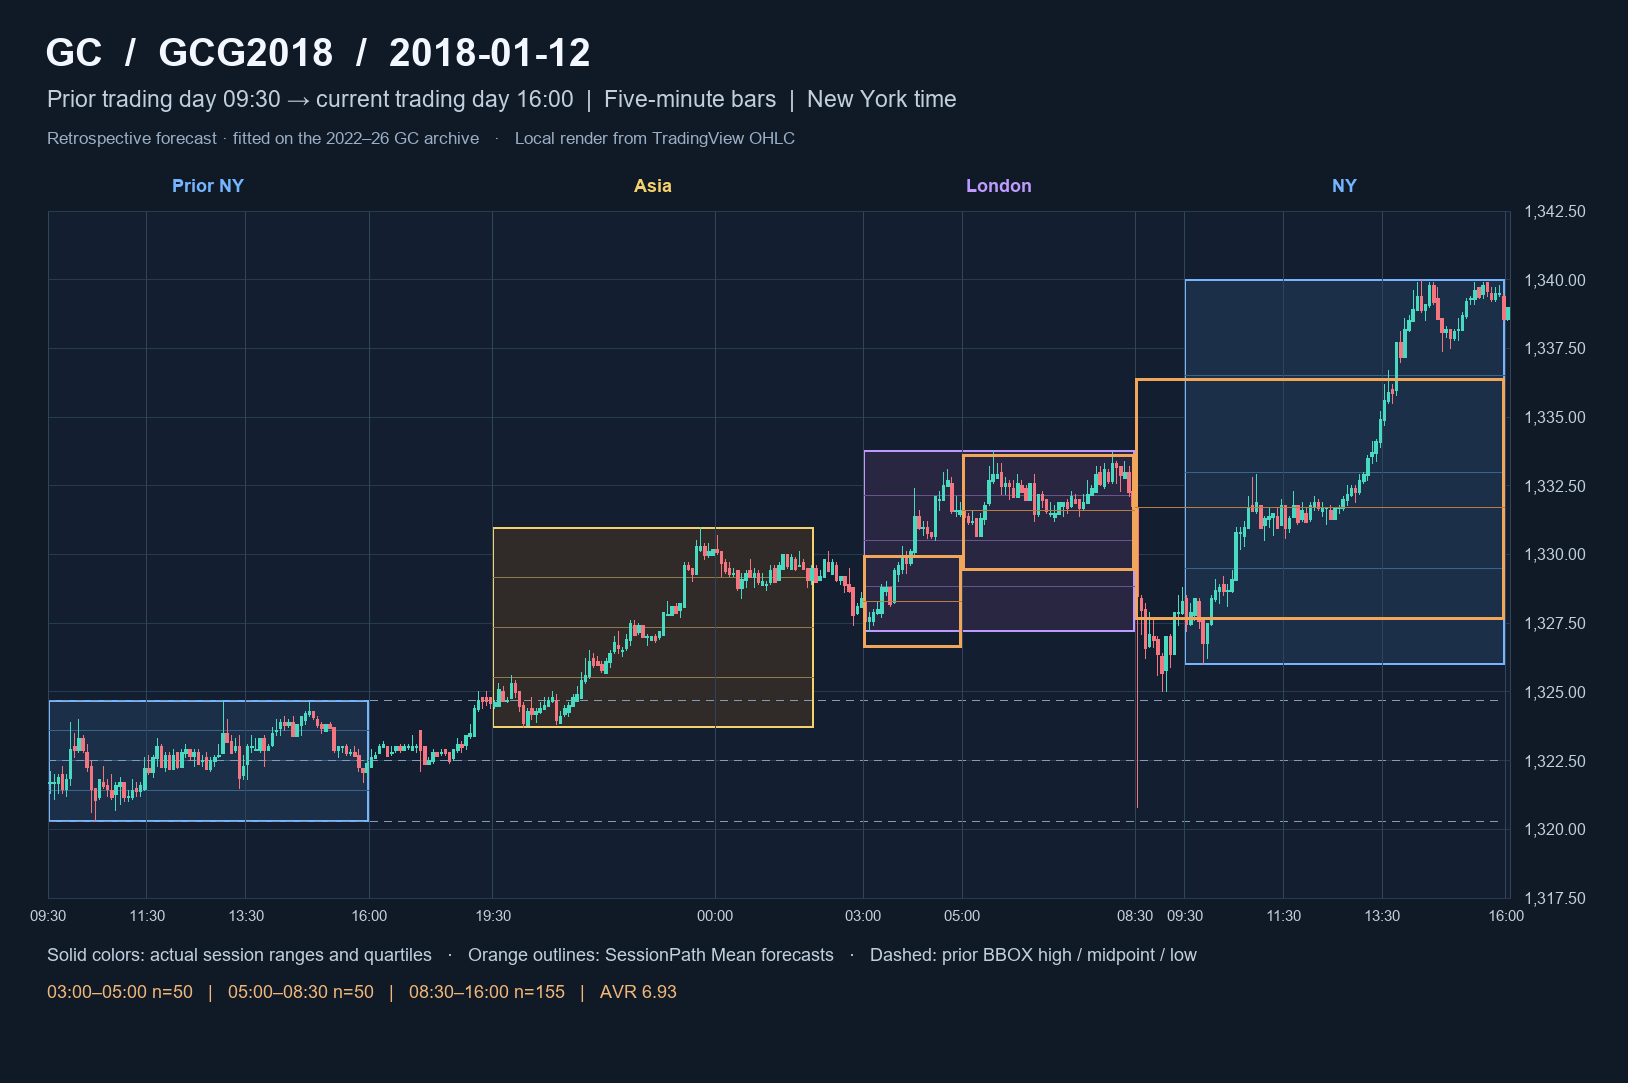 GC / GCG2018 / 2018-01-12
Prior trading day 09:30 → current trading day 16:00 | Five-minute bars | New York time
Retrospective forecast · fitted on the 2022–26 GC archive · Local render from TradingView OHLC
Prior NY Asia London NY
1,342.50
1,340.00
1,337.50
1,335.00
1,332.50
1,330.00
1,327.50
1,325.00
1,322.50
1,320.00
1,317.50
09:30 11:30 13:30 16:00 19:30 00:00 03:00 05:00 08:30 09:30 11:30 13:30 16:00
Solid colors: actual session ranges and quartiles · Orange outlines: SessionPath Mean forecasts · Dashed: prior BBOX high / midpoint / low
03:00–05:00 n=50 | 05:00–08:30 n=50 | 08:30–16:00 n=155 | AVR 6.93